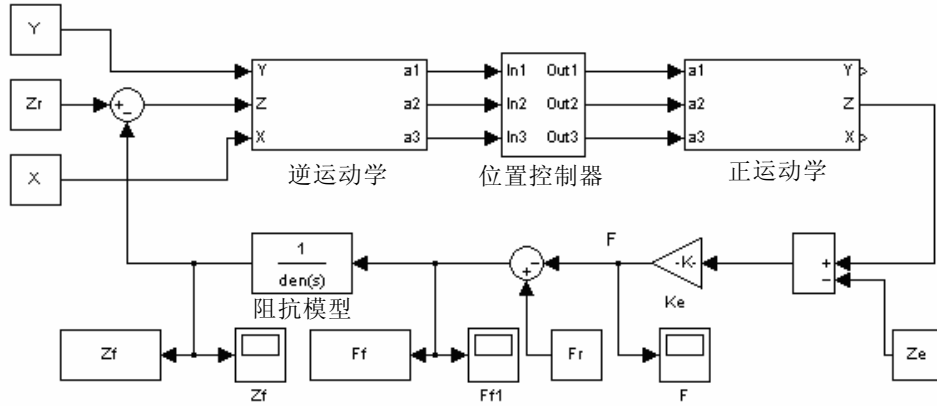 Y
Zr
X
+
-
Y
Z
X
a1
a2
a3
逆运动学
In1
In2
In3
Out1
Out2
Out3
位置控制器
a1
a2
a3
Y
Z
X
正运动学
1
den(s)
阻抗模型
-
+
F
-K-
Ke
+
-
Zf
Zf
Ff
Ff1
Fr
F
Ze